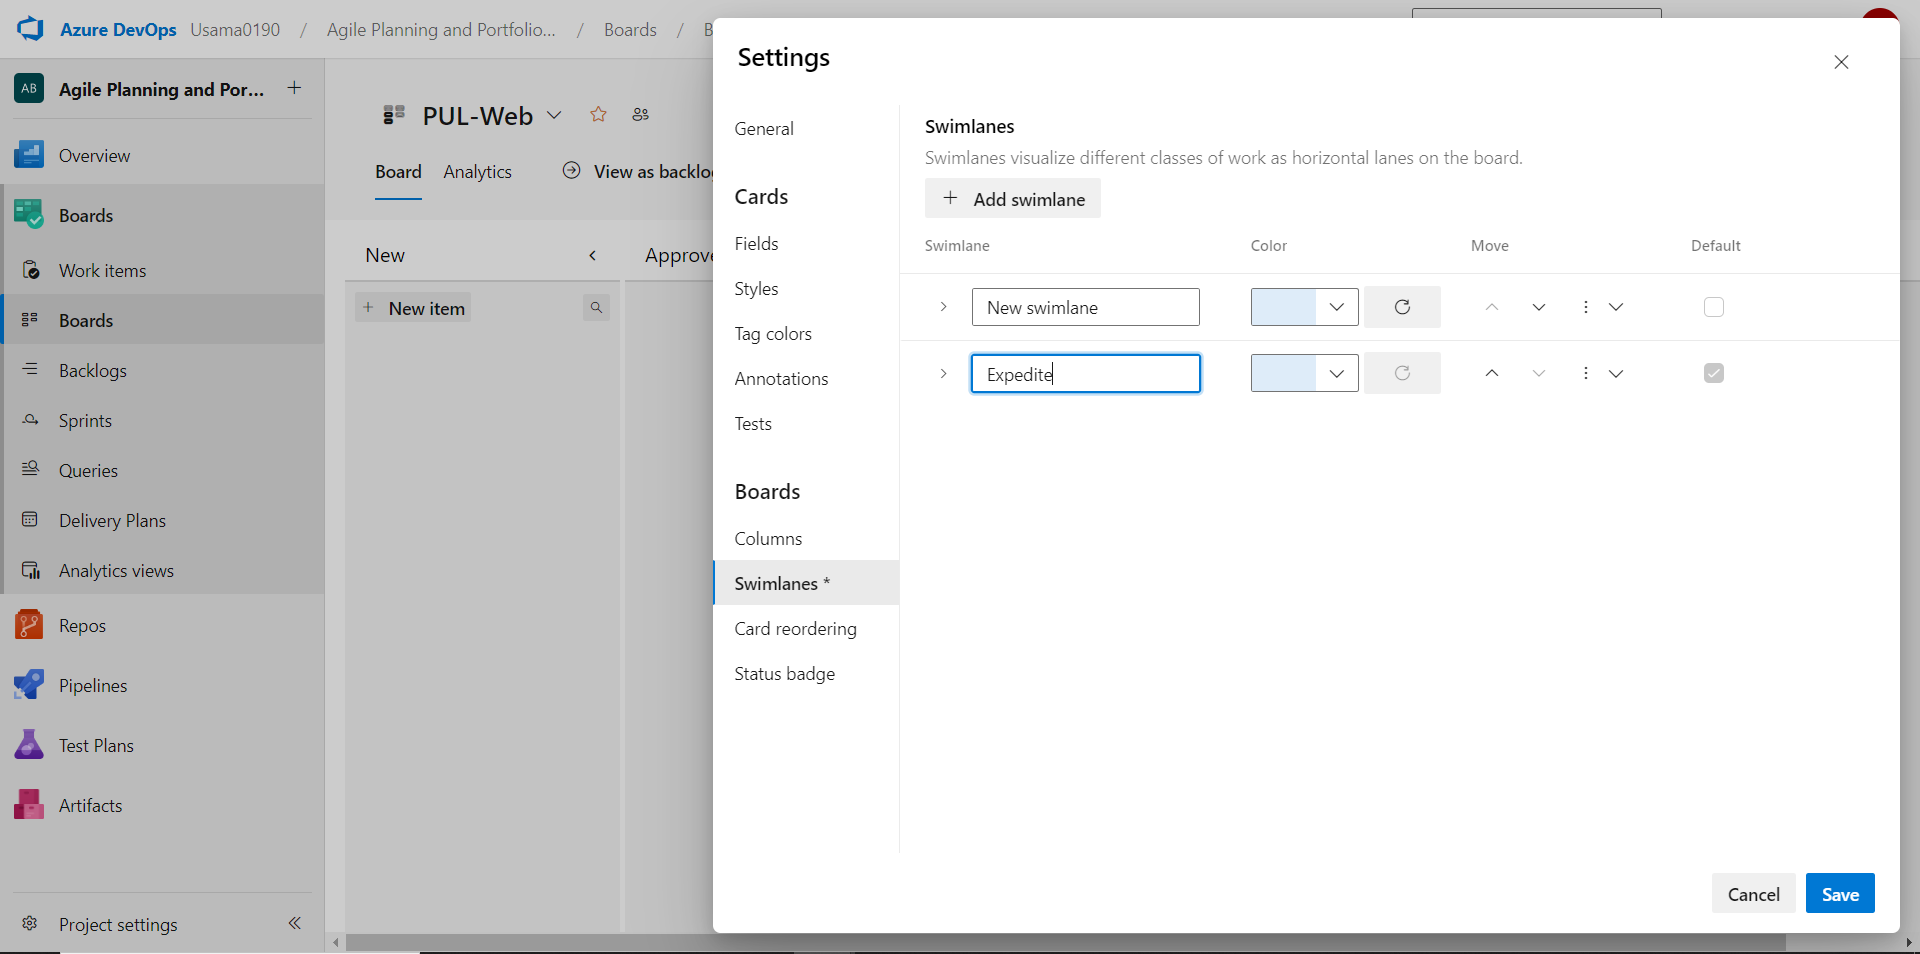 Azure DevOps Usama0190 / Agile Planning and Portfolio... / Boards / B
AB Agile Planning and Por... +
Overview
Boards
Work items
Boards
Backlogs
Sprints
Queries
Delivery Plans
Analytics views
Repos
Pipelines
Test Plans
Artifacts
Project settings
PUL-Web
Board Analytics View as backlog
New
Approve
+ New item
Settings
General
Cards
Fields
Styles
Tag colors
Annotations
Tests
Boards
Columns
Swimlanes *
Card reordering
Status badge
Swimlanes
Swimlanes visualize different classes of work as horizontal lanes on the board.
+ Add swimlane
Swimlane Color Move Default
New swimlane
Expedite
Cancel Save